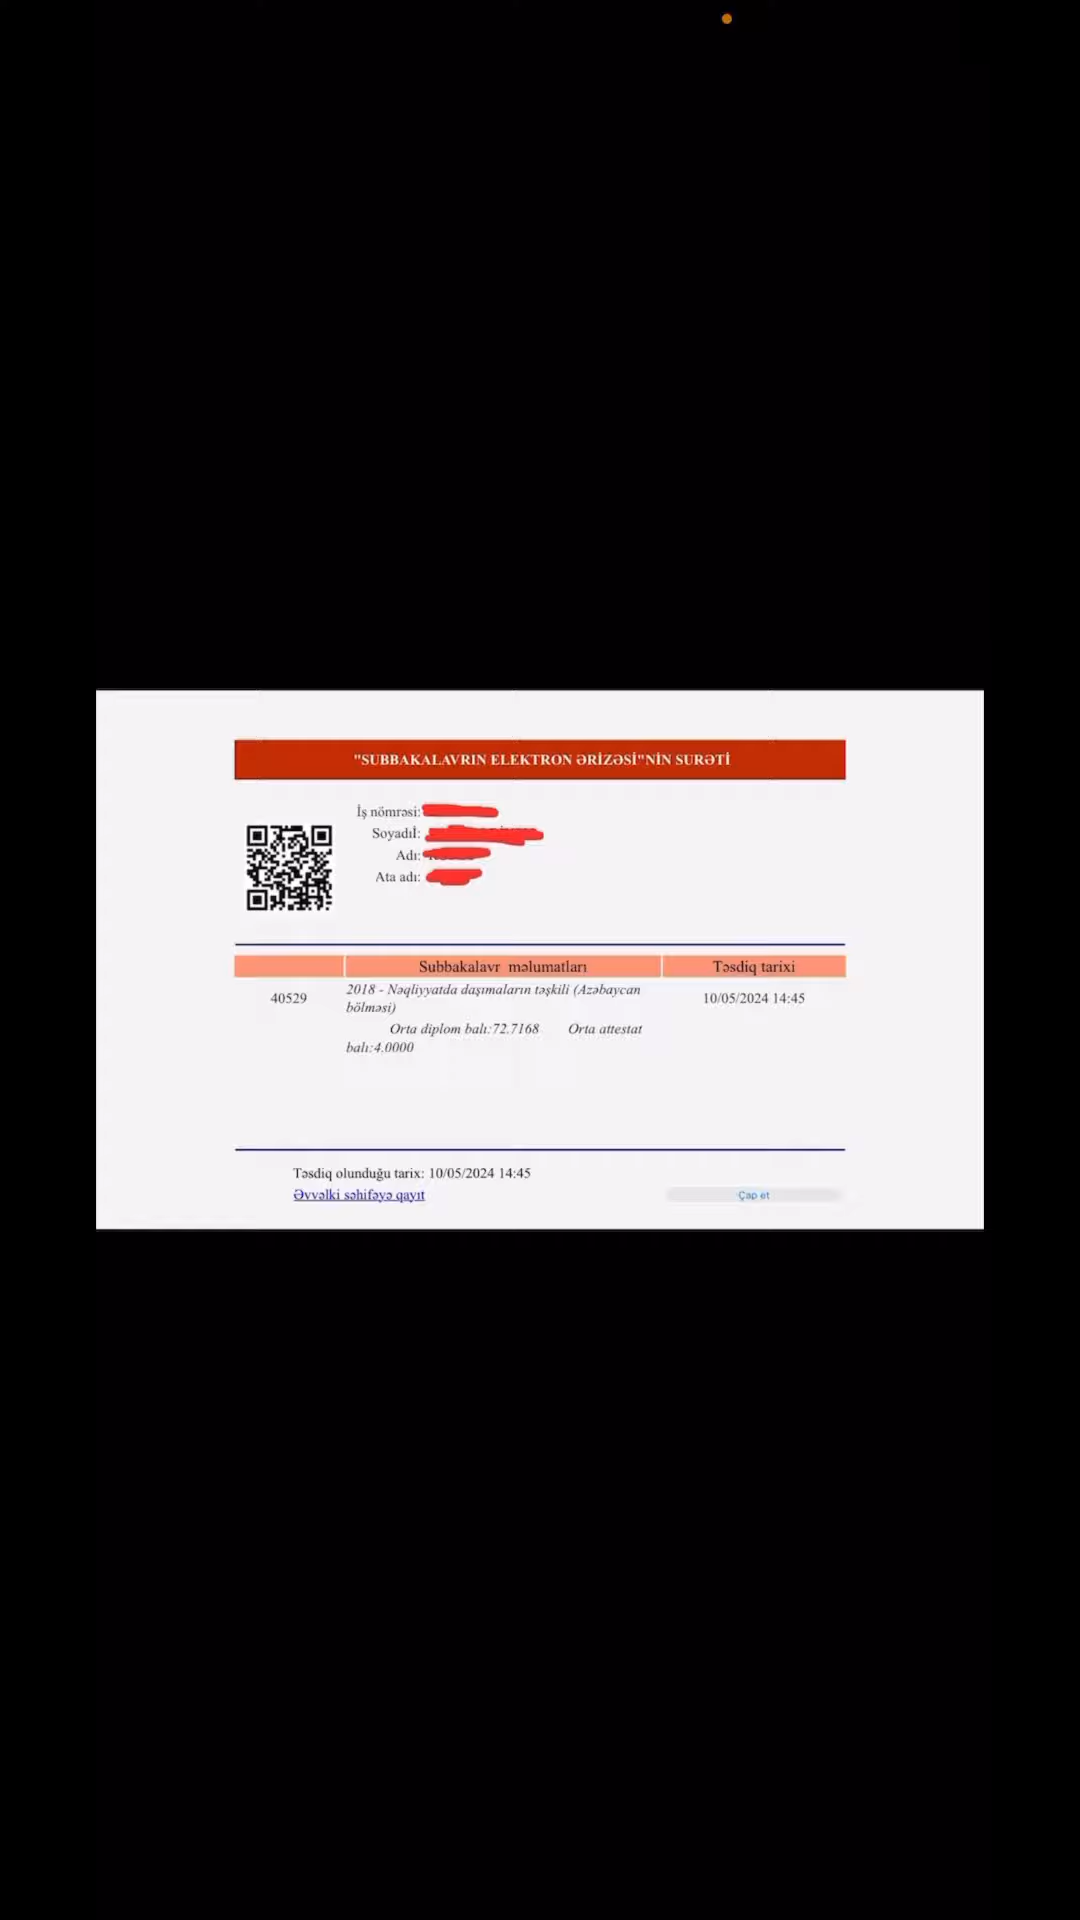 "SUBBAKALAVRIN ELEKTRON ƏRİZƏSİ"NİN SURƏTİ
İş nömrəsi:
Soyadıİ:
Adı:
Ata adı:
Subbakalavr məlumatları
Təsdiq tarixi
40529
2018 - Nəqliyyatda daşımaların təşkili (Azəbaycan
bölməsi)
10/05/2024 14:45
Orta diplom balı:72.7168 Orta attestat
balı:4.0000
Təsdiq olunduğu tarix: 10/05/2024 14:45
Əvvəlki səhifəyə qayıt
Çap et